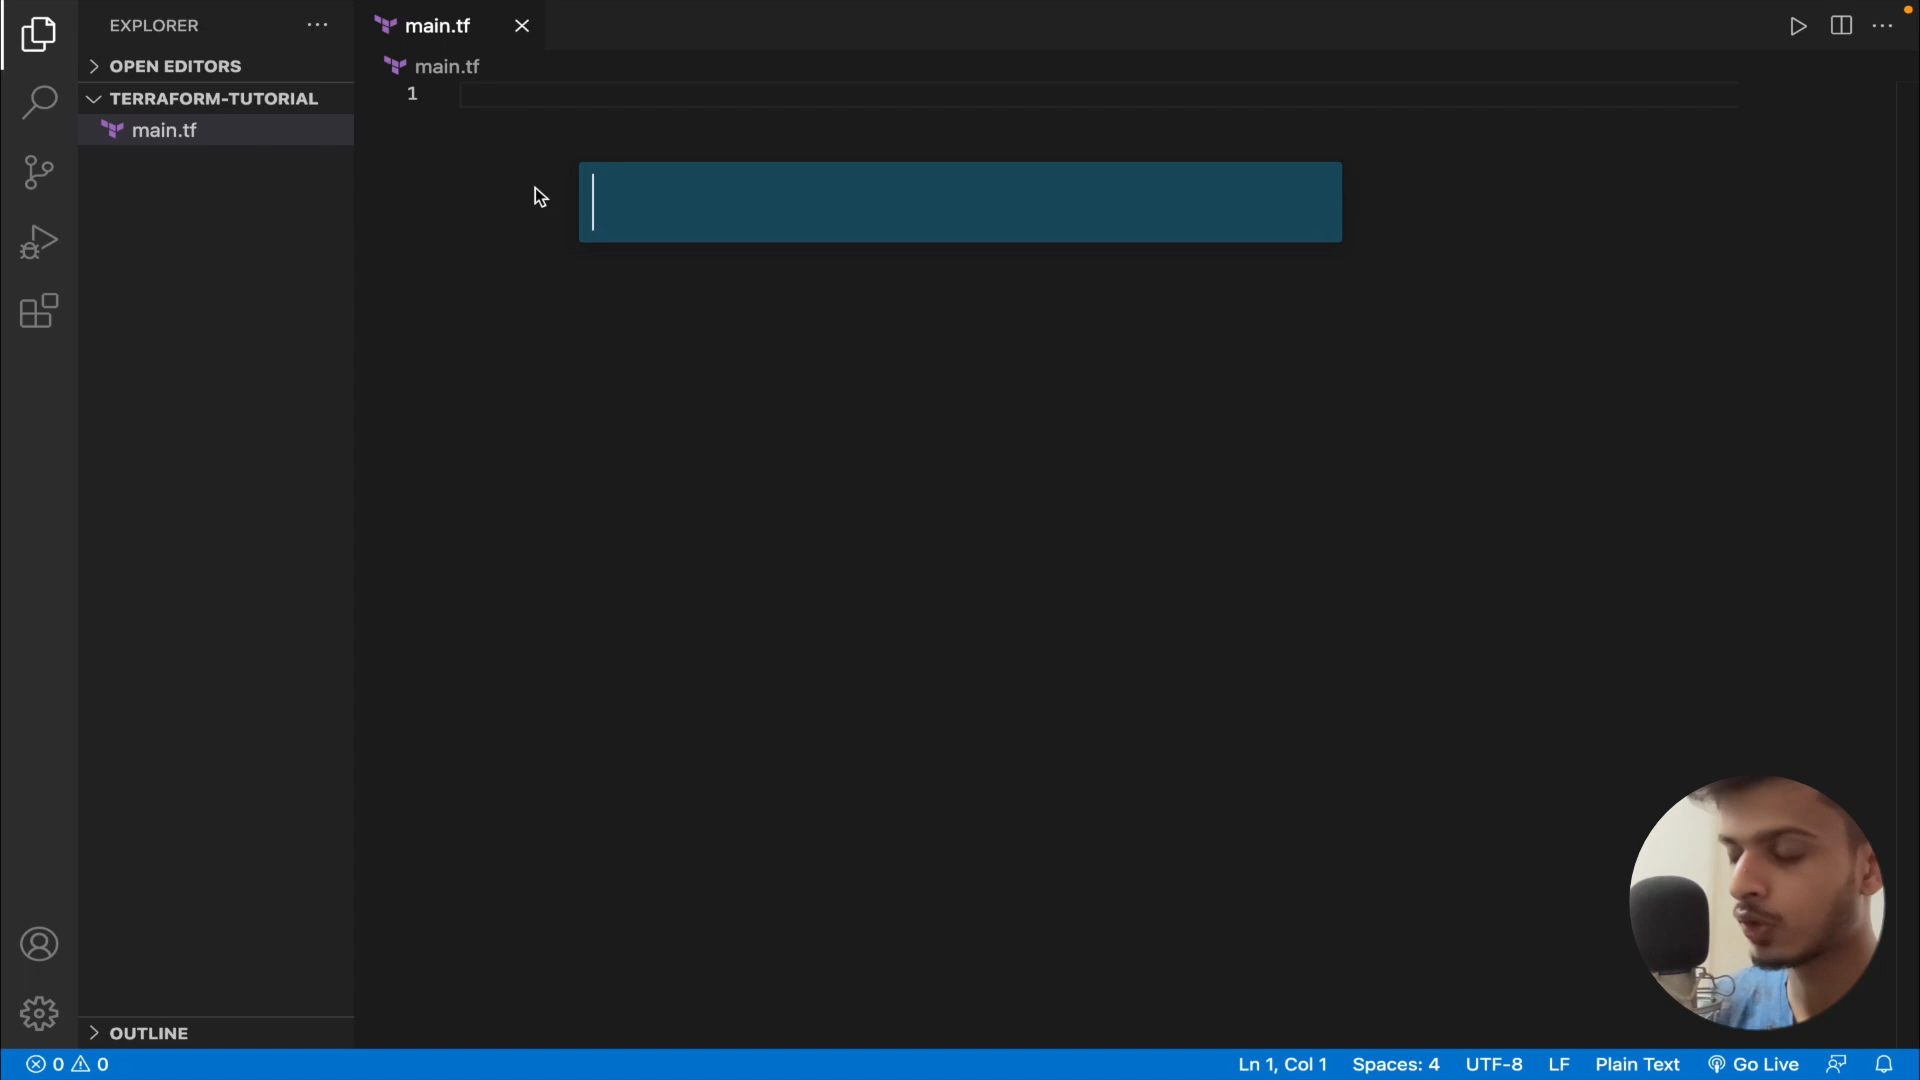 EXPLORER
main.tf
OPEN EDITORS
main.tf
TERRAFORM-TUTORIAL
1
main.tf
OUTLINE
0 0
Ln 1, Col 1
Spaces: 4
UTF-8
LF
Plain Text
Go Live